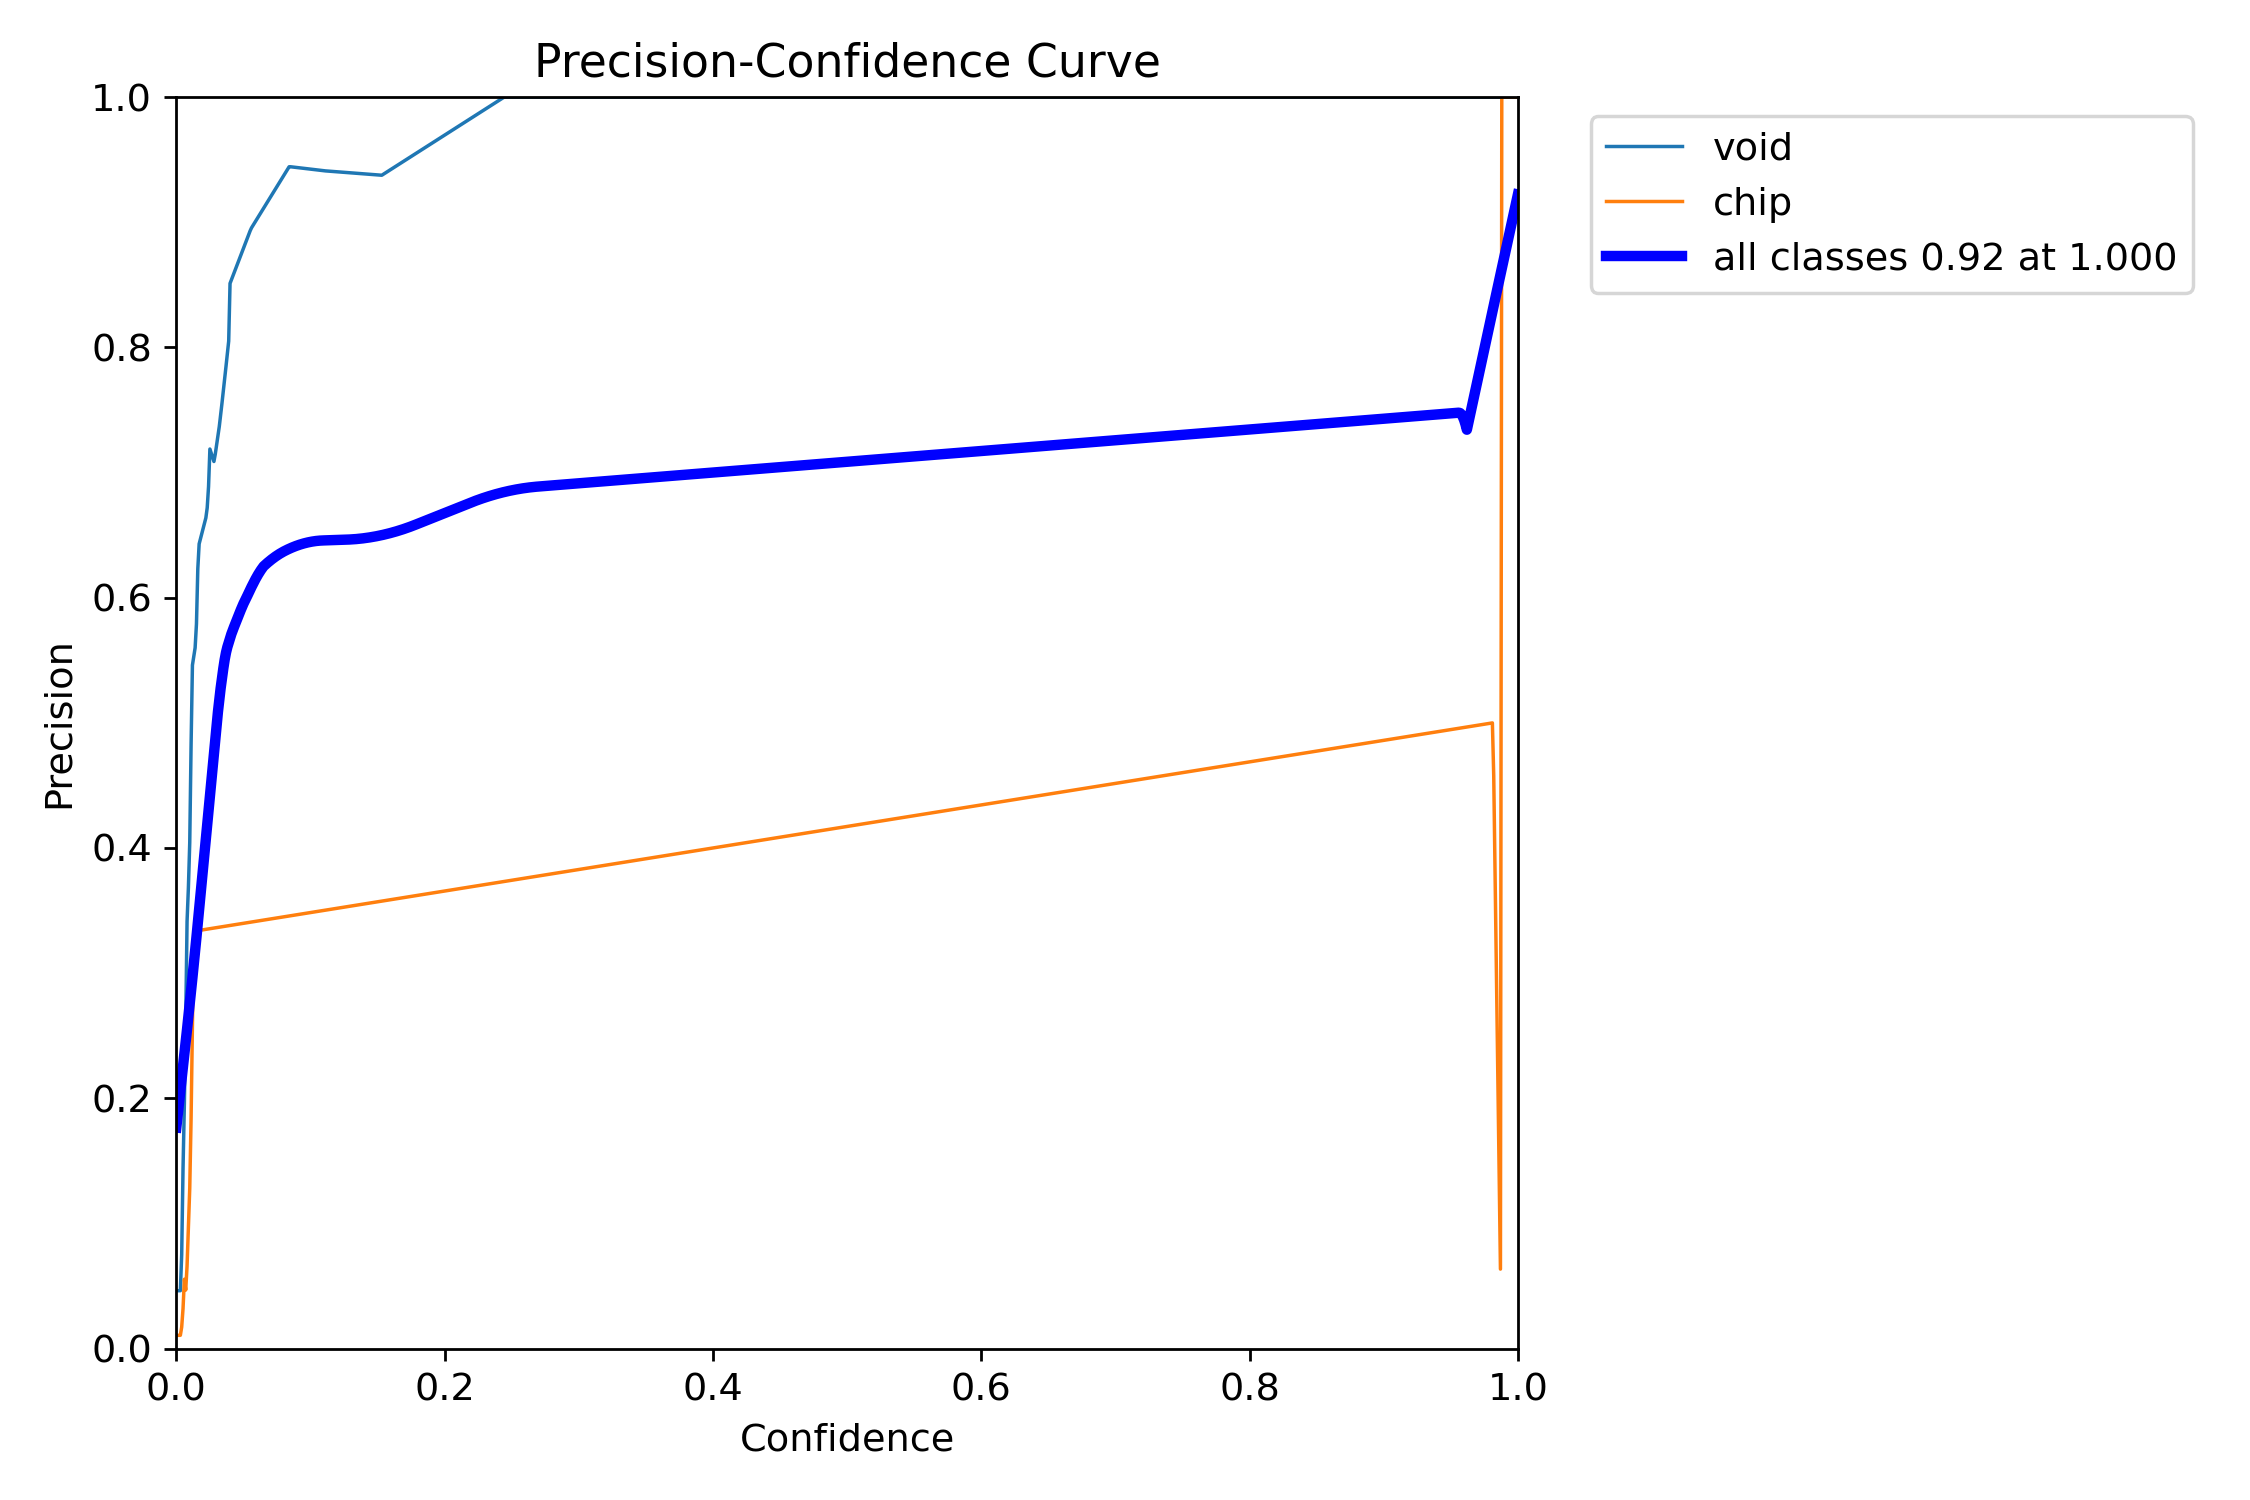 Precision-Confidence Curve
1.0
0.8
0.6
0.4
0.2
0.0
Precision
0.0 0.2 0.4 0.6 0.8 1.0
Confidence
void
chip
all classes 0.92 at 1.000